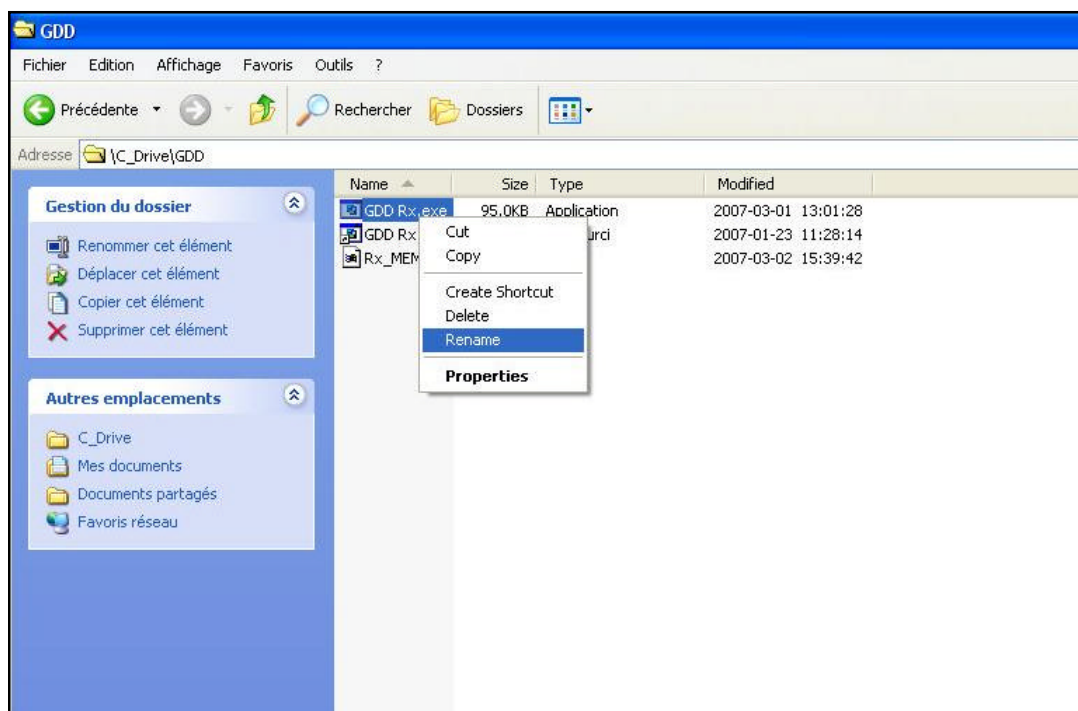 GDD
Fichier Edition Affichage Favoris Outils ?
Précédente Rechercher Dossiers
Adresse \C_Drive\GDD
Gestion du dossier
Renommer cet élément
Déplacer cet élément
Copier cet élément
Supprimer cet élément
Autres emplacements
C_Drive
Mes documents
Documents partagés
Favoris réseau
Name Size Type Modified
GDD Rx.exe 95.0KB Application 2007-03-01 13:01:28
GDD Rx 2007-01-23 11:28:14
2007-03-02 15:39:42
Cut
Copy
Create Shortcut
Delete
Rename
Properties